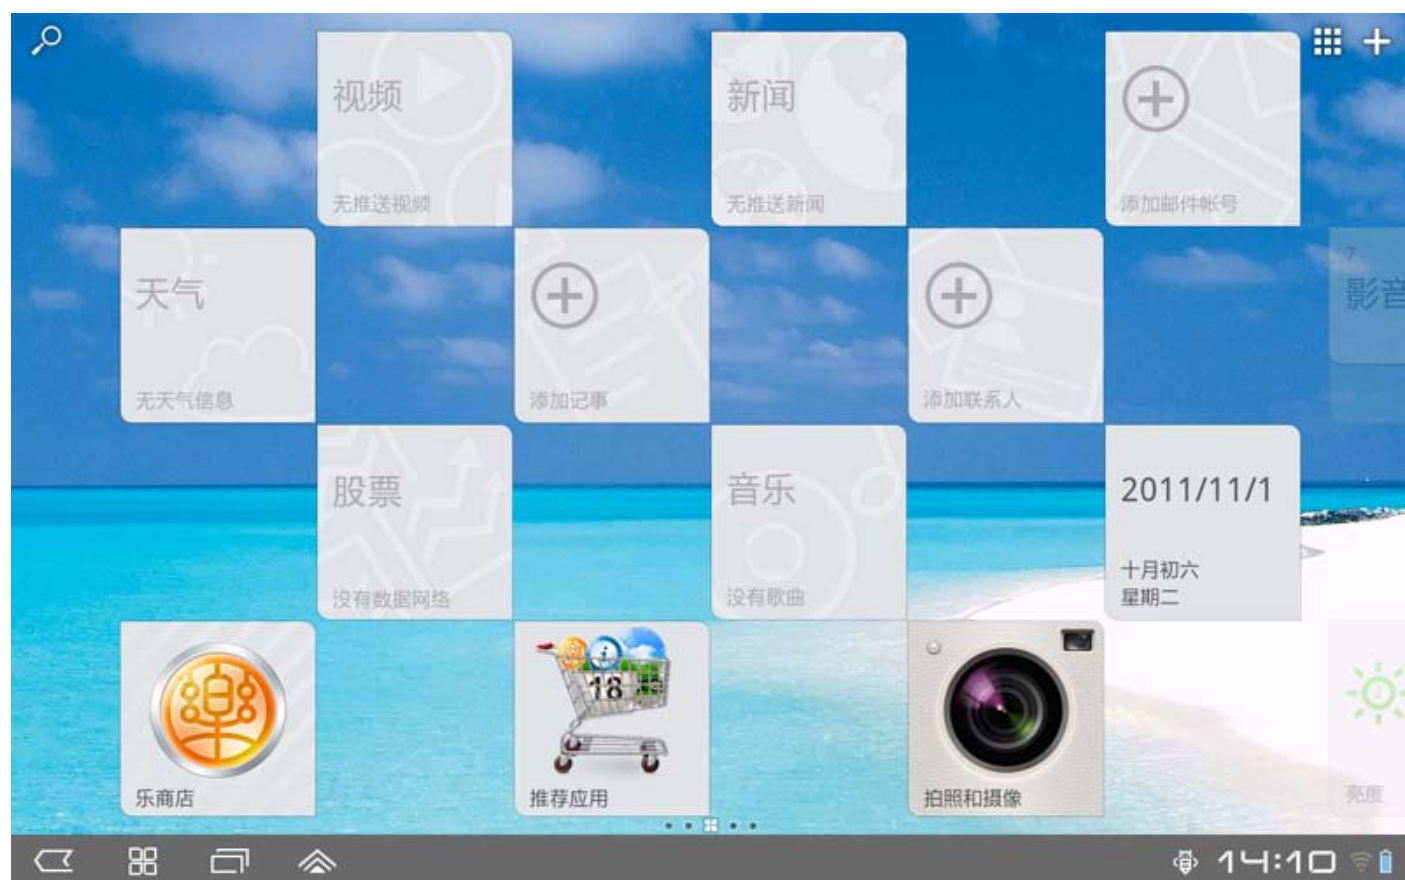 视频
新闻
无推送视频
无推送新闻
添加邮件帐号
7
天气
影音
无天气信息
添加记事
添加联系人
股票
音乐
2011/11/1
十月初六
没有数据网络
没有歌曲
星期二
樂
18
乐商店
推荐应用
拍照和摄像
亮度
14:10